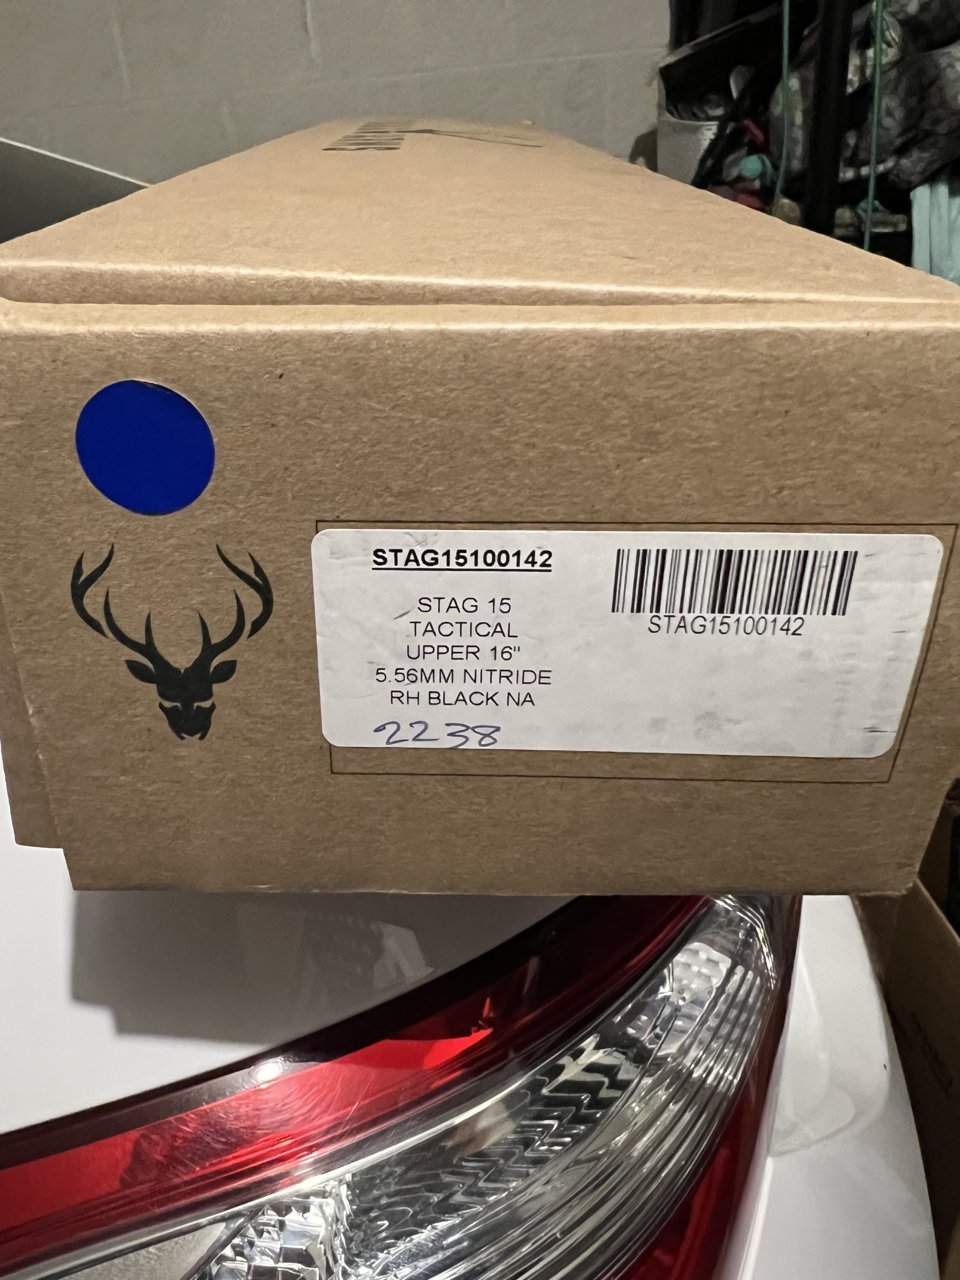 STAG15100142
STAG 15
TACTICAL
UPPER 16"
5.56MM NITRIDE
RH BLACK NA
2238
STAG15100142